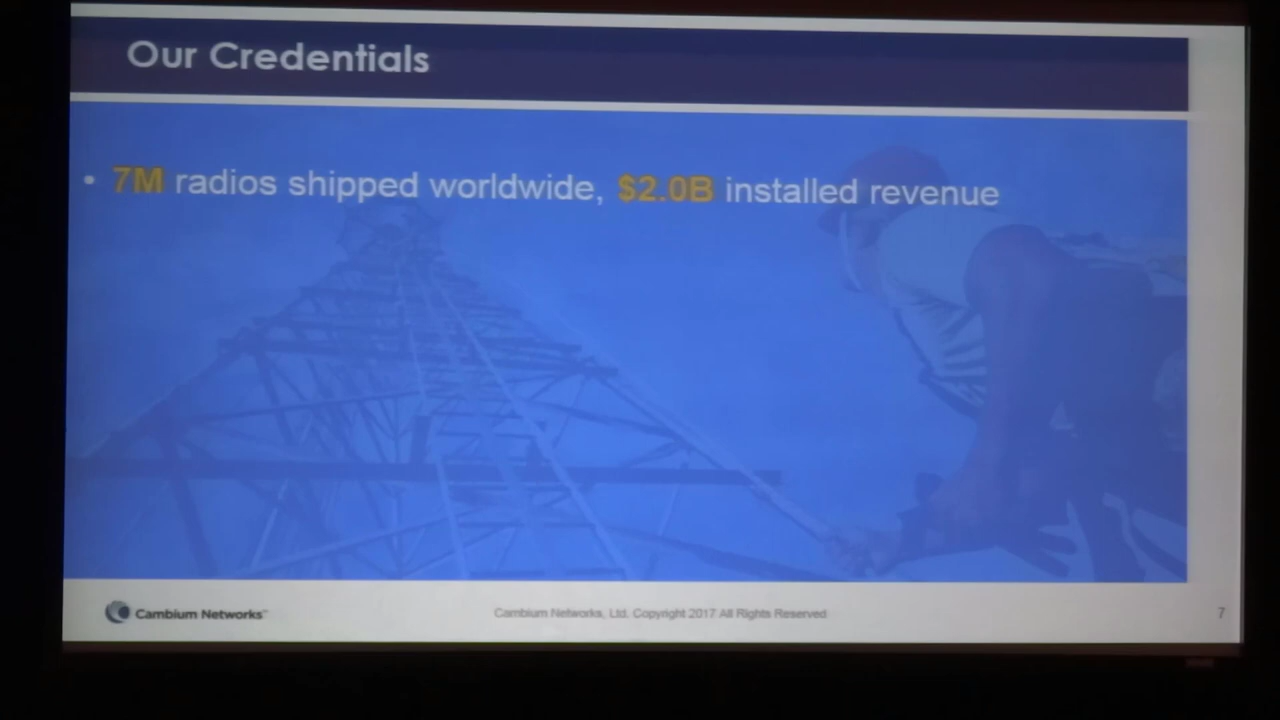 Our Credentials
• 7M radios shipped worldwide, $2.0B installed revenue
Cambium Networks™
Cambium Networks, Ltd. Copyright 2017 All Rights Reserved
7